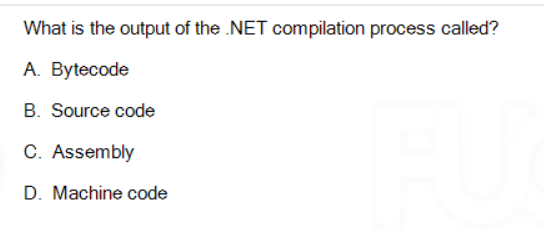 What is the output of the .NET compilation process called?
A. Bytecode
B. Source code
C. Assembly
D. Machine code